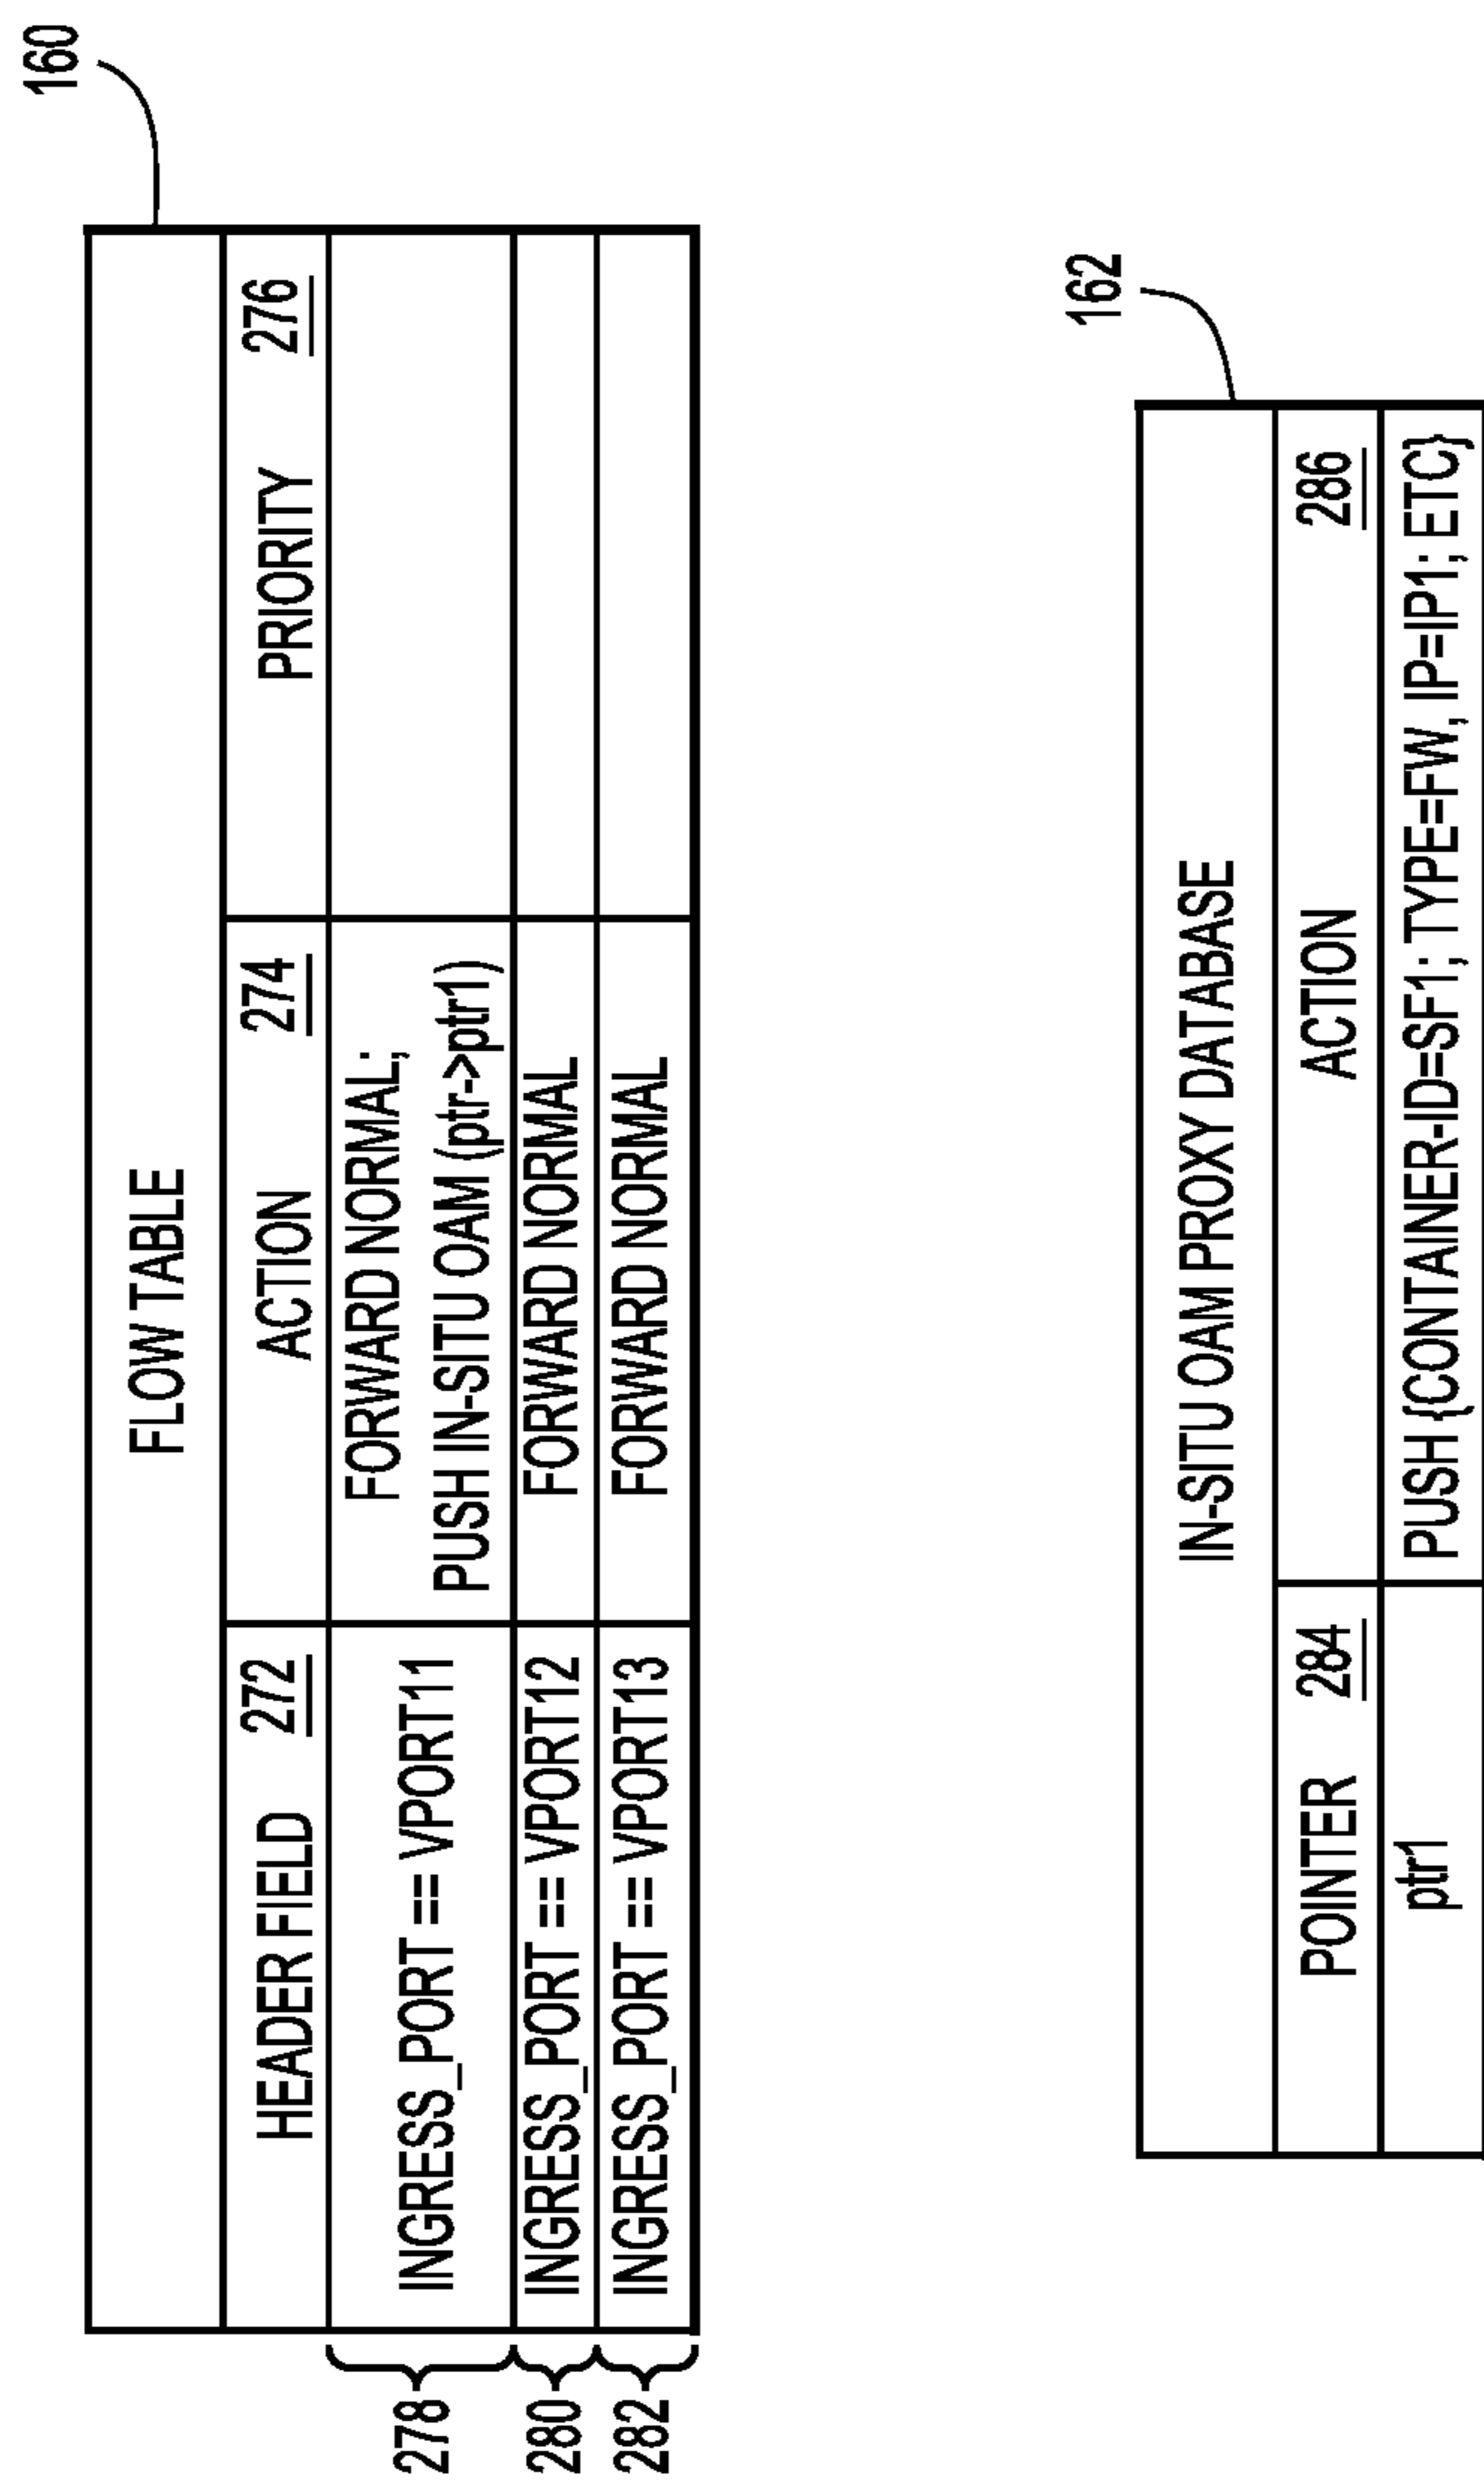 160
FLOW TABLE
HEADER FIELD 272 ACTION 274 PRIORITY 276
278 INGRESS_PORT == VPORT11 FORWARD NORMAL;
PUSH IN-SITU OAM (ptr->ptr1)
280 INGRESS_PORT == VPORT12 FORWARD NORMAL
282 INGRESS_PORT == VPORT13 FORWARD NORMAL
162
IN-SITU OAM PROXY DATABASE
POINTER 284 ACTION 286
ptr1 PUSH {CONTAINER-ID=SF1; TYPE=FW, IP=IP1; ETC}